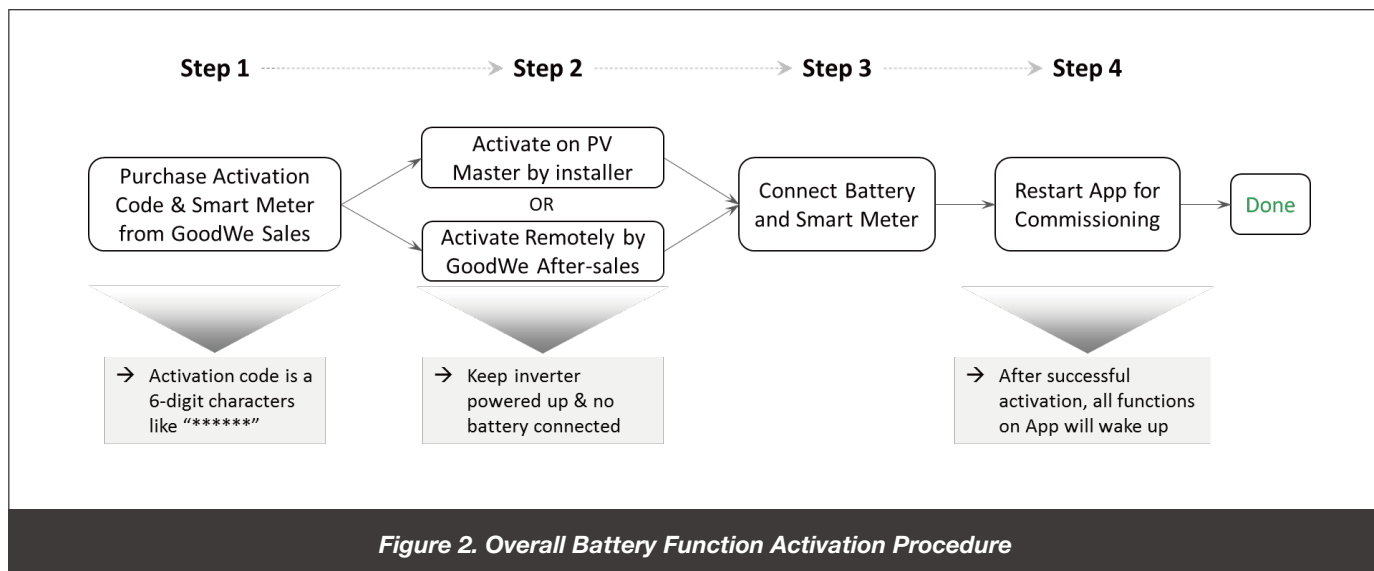 Step 1
Step 2
Step 3
Step 4
Purchase Activation
Code & Smart Meter
from GoodWe Sales
Activate on PV
Master by installer
OR
Activate Remotely by
GoodWe After-sales
Connect Battery
and Smart Meter
Restart App for
Commissioning
Done
→ Activation code is a
6-digit characters
like “******”
→ Keep inverter
powered up & no
battery connected
→ After successful
activation, all functions
on App will wake up
Figure 2. Overall Battery Function Activation Procedure